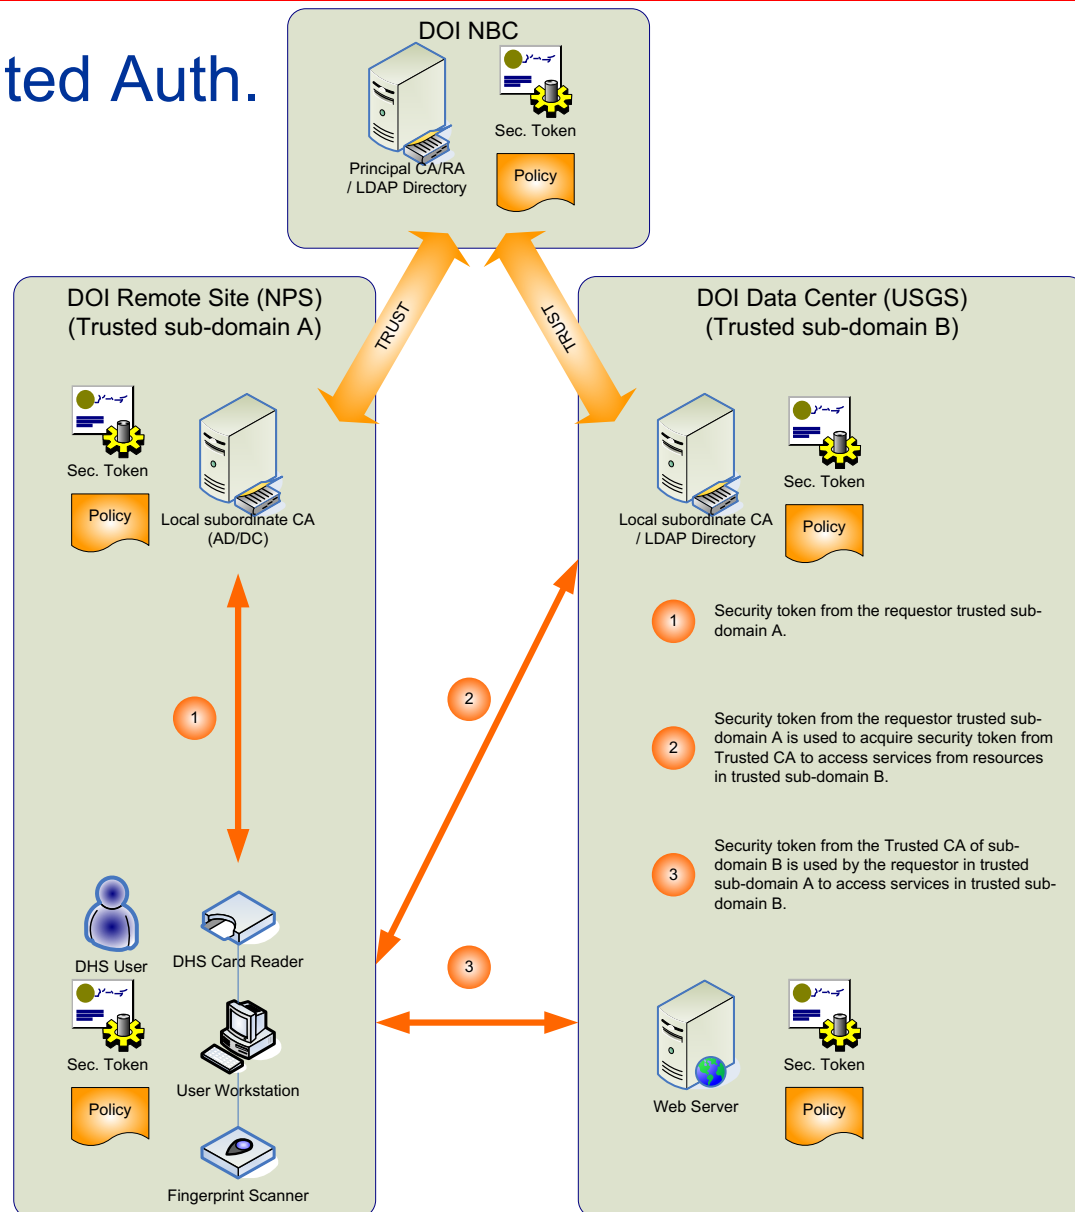 ted Auth.
DOI NBC
Sec. Token
Principal CA/RA
/ LDAP Directory
Policy
TRUST
TRUST
DOI Remote Site (NPS)
(Trusted sub-domain A)
Sec. Token
Policy
Local subordinate CA
(AD/DC)
1
DHS User
DHS Card Reader
Sec. Token
User Workstation
Policy
Fingerprint Scanner
2
3
DOI Data Center (USGS)
(Trusted sub-domain B)
Sec. Token
Local subordinate CA
/ LDAP Directory
Policy
1
Security token from the requestor trusted sub-
domain A.
2
Security token from the requestor trusted sub-
domain A is used to acquire security token from
Trusted CA to access services from resources
in trusted sub-domain B.
3
Security token from the Trusted CA of sub-
domain B is used by the requestor in trusted
sub-domain A to access services in trusted sub-
domain B.
Sec. Token
Web Server
Policy